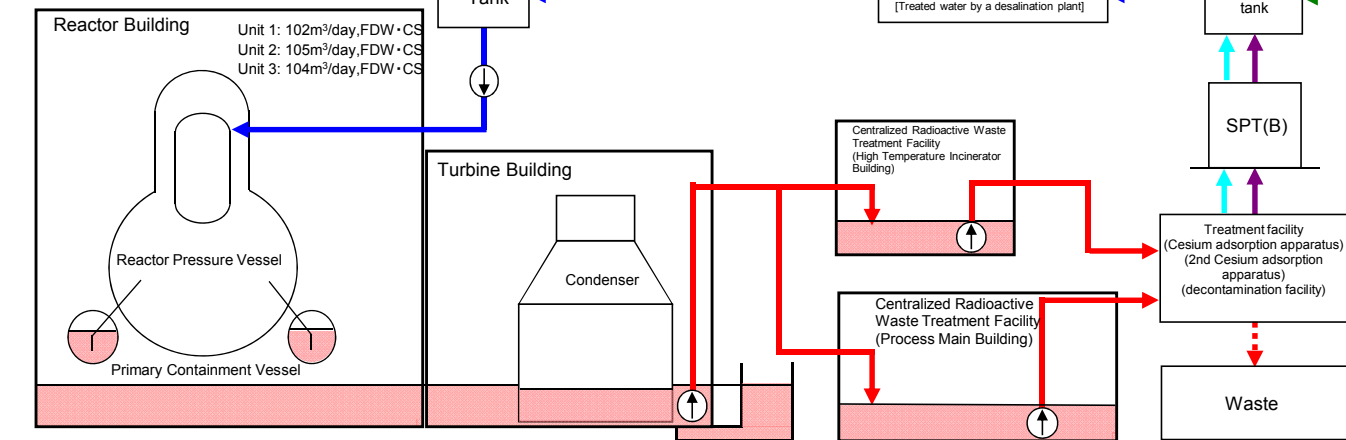 Tank
[Treated water by a desalination plant]
tank
Reactor Building
Unit 1: 102m³/day,FDW・CS
Unit 2: 105m³/day,FDW・CS
Unit 3: 104m³/day,FDW・CS
SPT(B)
Centralized Radioactive Waste
Treatment Facility
(High Temperature Incinerator
Building)
Turbine Building
Condenser
Reactor Pressure Vessel
Primary Containment Vessel
Treatment facility
(Cesium adsorption apparatus)
(2nd Cesium adsorption
apparatus)
(decontamination facility)
Centralized Radioactive
Waste Treatment Facility
(Process Main Building)
Waste